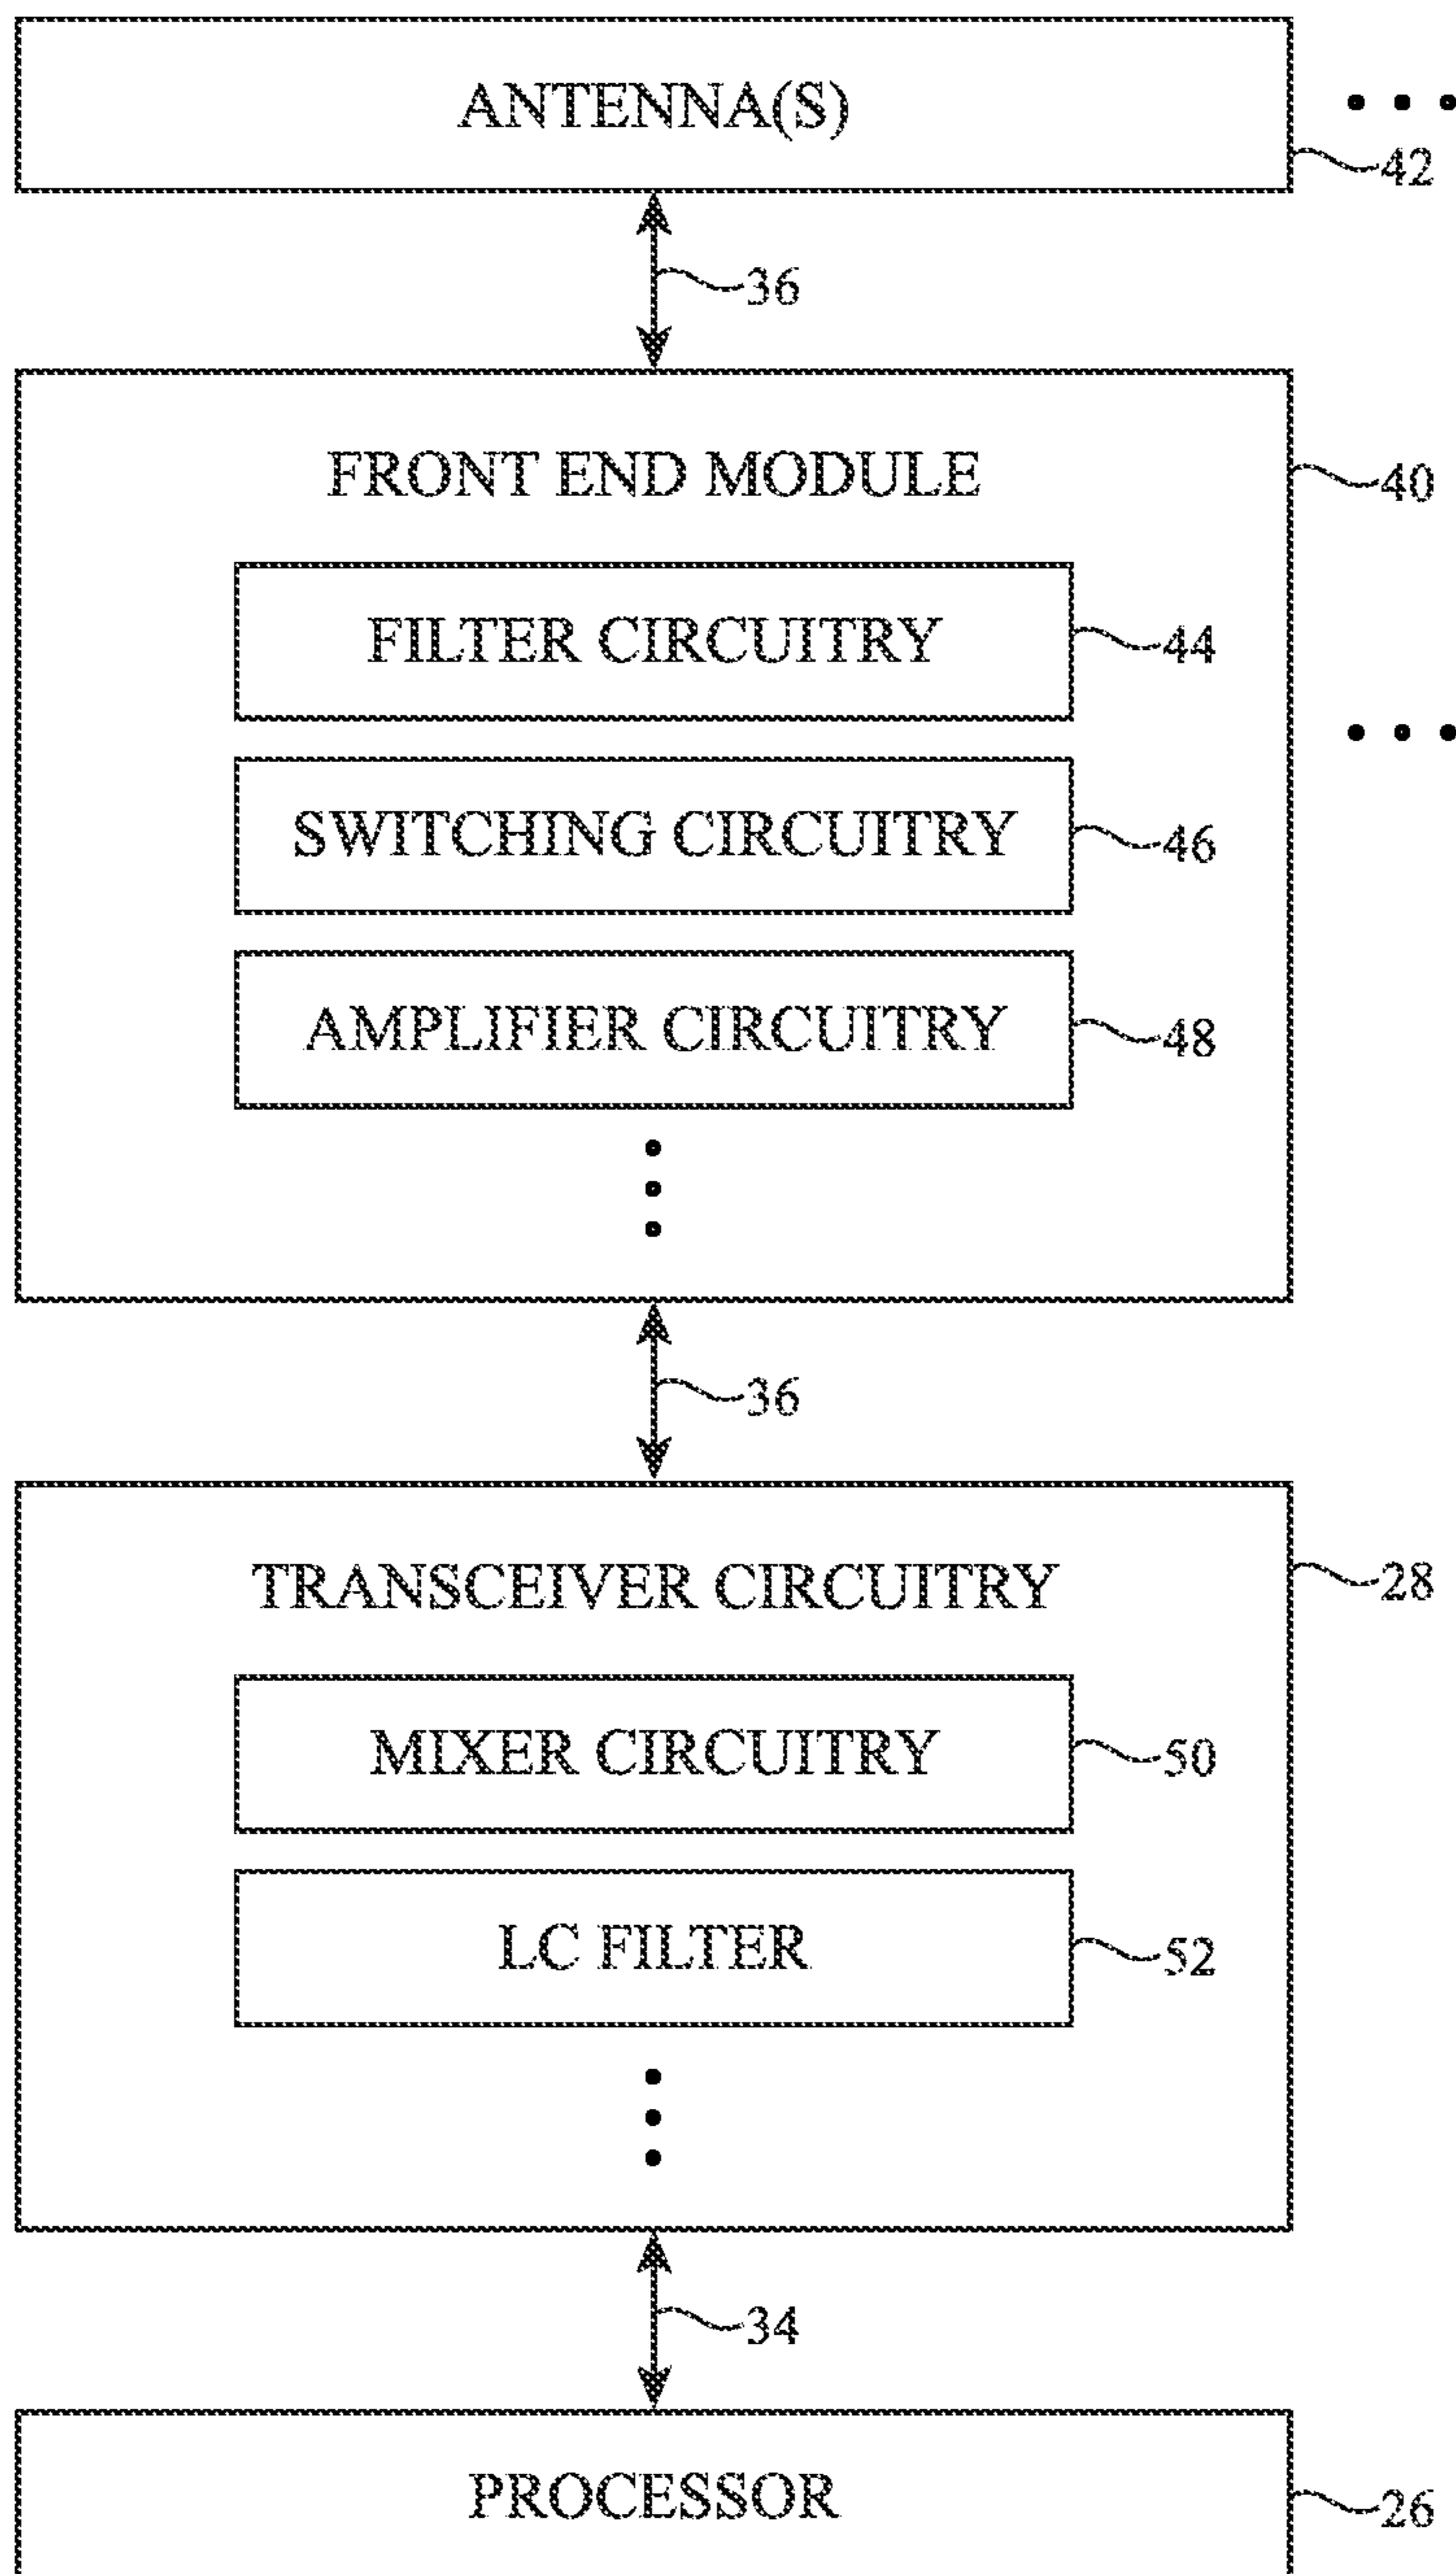 ANTENNA(S)
42
36
FRONT END MODULE
40
FILTER CIRCUITRY
44
SWITCHING CIRCUITRY
46
AMPLIFIER CIRCUITRY
48
36
TRANSCEIVER CIRCUITRY
28
MIXER CIRCUITRY
50
LC FILTER
52
34
PROCESSOR
26